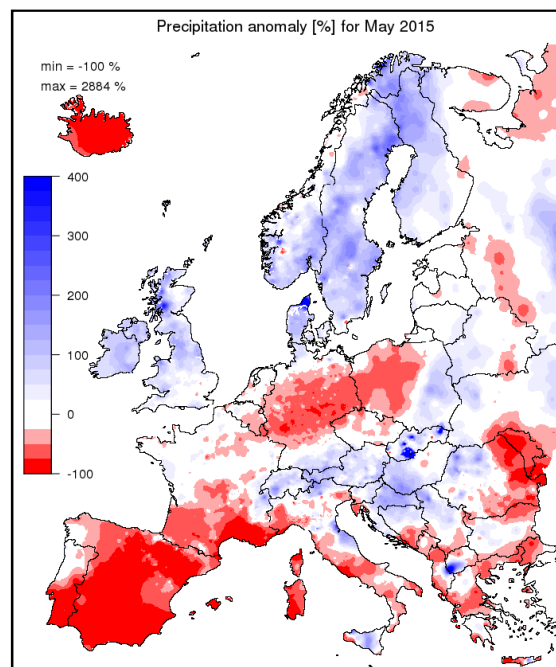 Precipitation anomaly [%] for May 2015
min = -100 %
max = 2884 %
400
300
200
100
0
-100